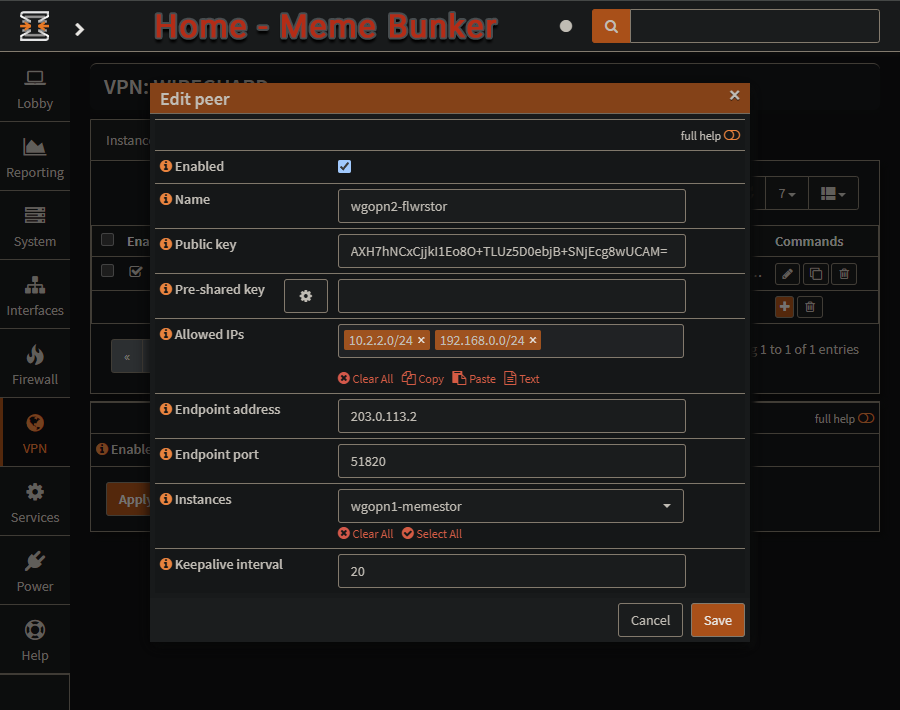 Home - Meme Bunker
Lobby
Reporting
System
Interfaces
Firewall
VPN
Services
Power
Help
VPN: WIREGUARD
Instanc
7
Ena
Commands
«
1 to 1 of 1 entries
full help
Enable
Apply
Edit peer
×
full help
Enabled
Name
wgopn2-flwrstor
Public key
AXH7hNCxCjjkI1Eo8O+TLUz5D0ebjB+SNjEcg8wUCAM=
Pre-shared key
Allowed IPs
10.2.2.0/24 × 192.168.0.0/24 ×
Clear All Copy Paste Text
Endpoint address
203.0.113.2
Endpoint port
51820
Instances
wgopn1-memestor
Clear All Select All
Keepalive interval
20
Cancel Save